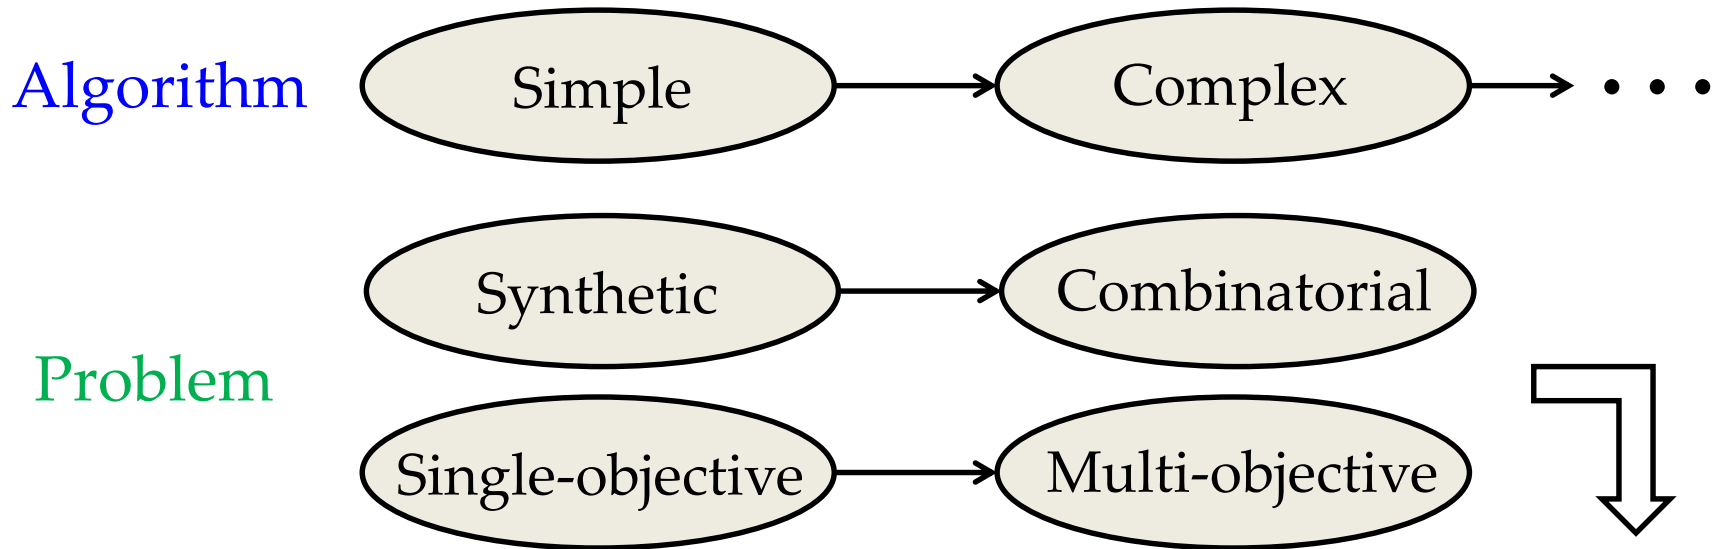 Algorithm Simple Complex • • •
Synthetic Combinatorial
Problem
Single-objective Multi-objective